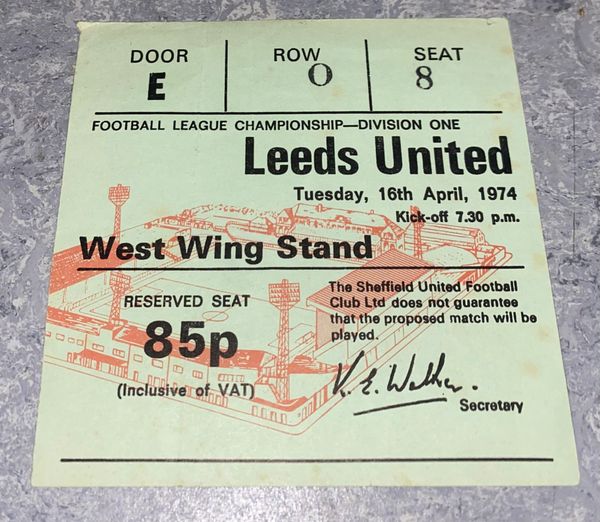 DOOR ROW SEAT
E O 8
FOOTBALL LEAGUE CHAMPIONSHIP—DIVISION ONE
Leeds United
Tuesday, 16th April, 1974
Kick-off 7.30 p.m.
West Wing Stand
RESERVED SEAT
85p
(Inclusive of VAT)
The Sheffield United Football
Club Ltd does not guarantee
that the proposed match will be
played.
K. E. Walker.
Secretary